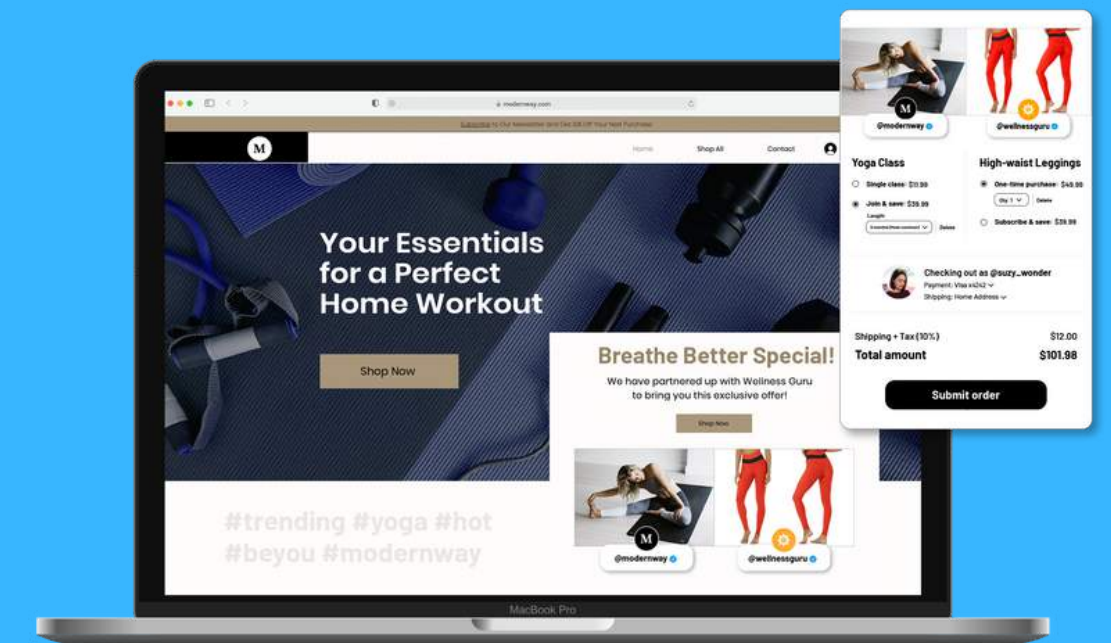 modernway.com
Subscribe to Our Newsletter and Get 20% Off Your Next Purchase
M
Home
Shop All
Contact
Your Essentials
for a Perfect
Home Workout
Shop Now
Breathe Better Special!
We have partnered up with Wellness Guru
to bring you this exclusive offer!
Shop Now
#trending #yoga #hot
#beyou #modernway
M
@modernway
@wellnessguru
MacBook Pro
M
@modernway
@wellnessguru
Yoga Class
Single class: $11.99
Join & save: $39.99
Length
Delete
High-waist Leggings
One-time purchase: $49.99
Qty: 1
Delete
Subscribe & save: $39.99
Checking out as @suzy_wonder
Payment: Visa x4242
Shipping: Home Address
Shipping + Tax (10%) $12.00
Total amount $101.98
Submit order